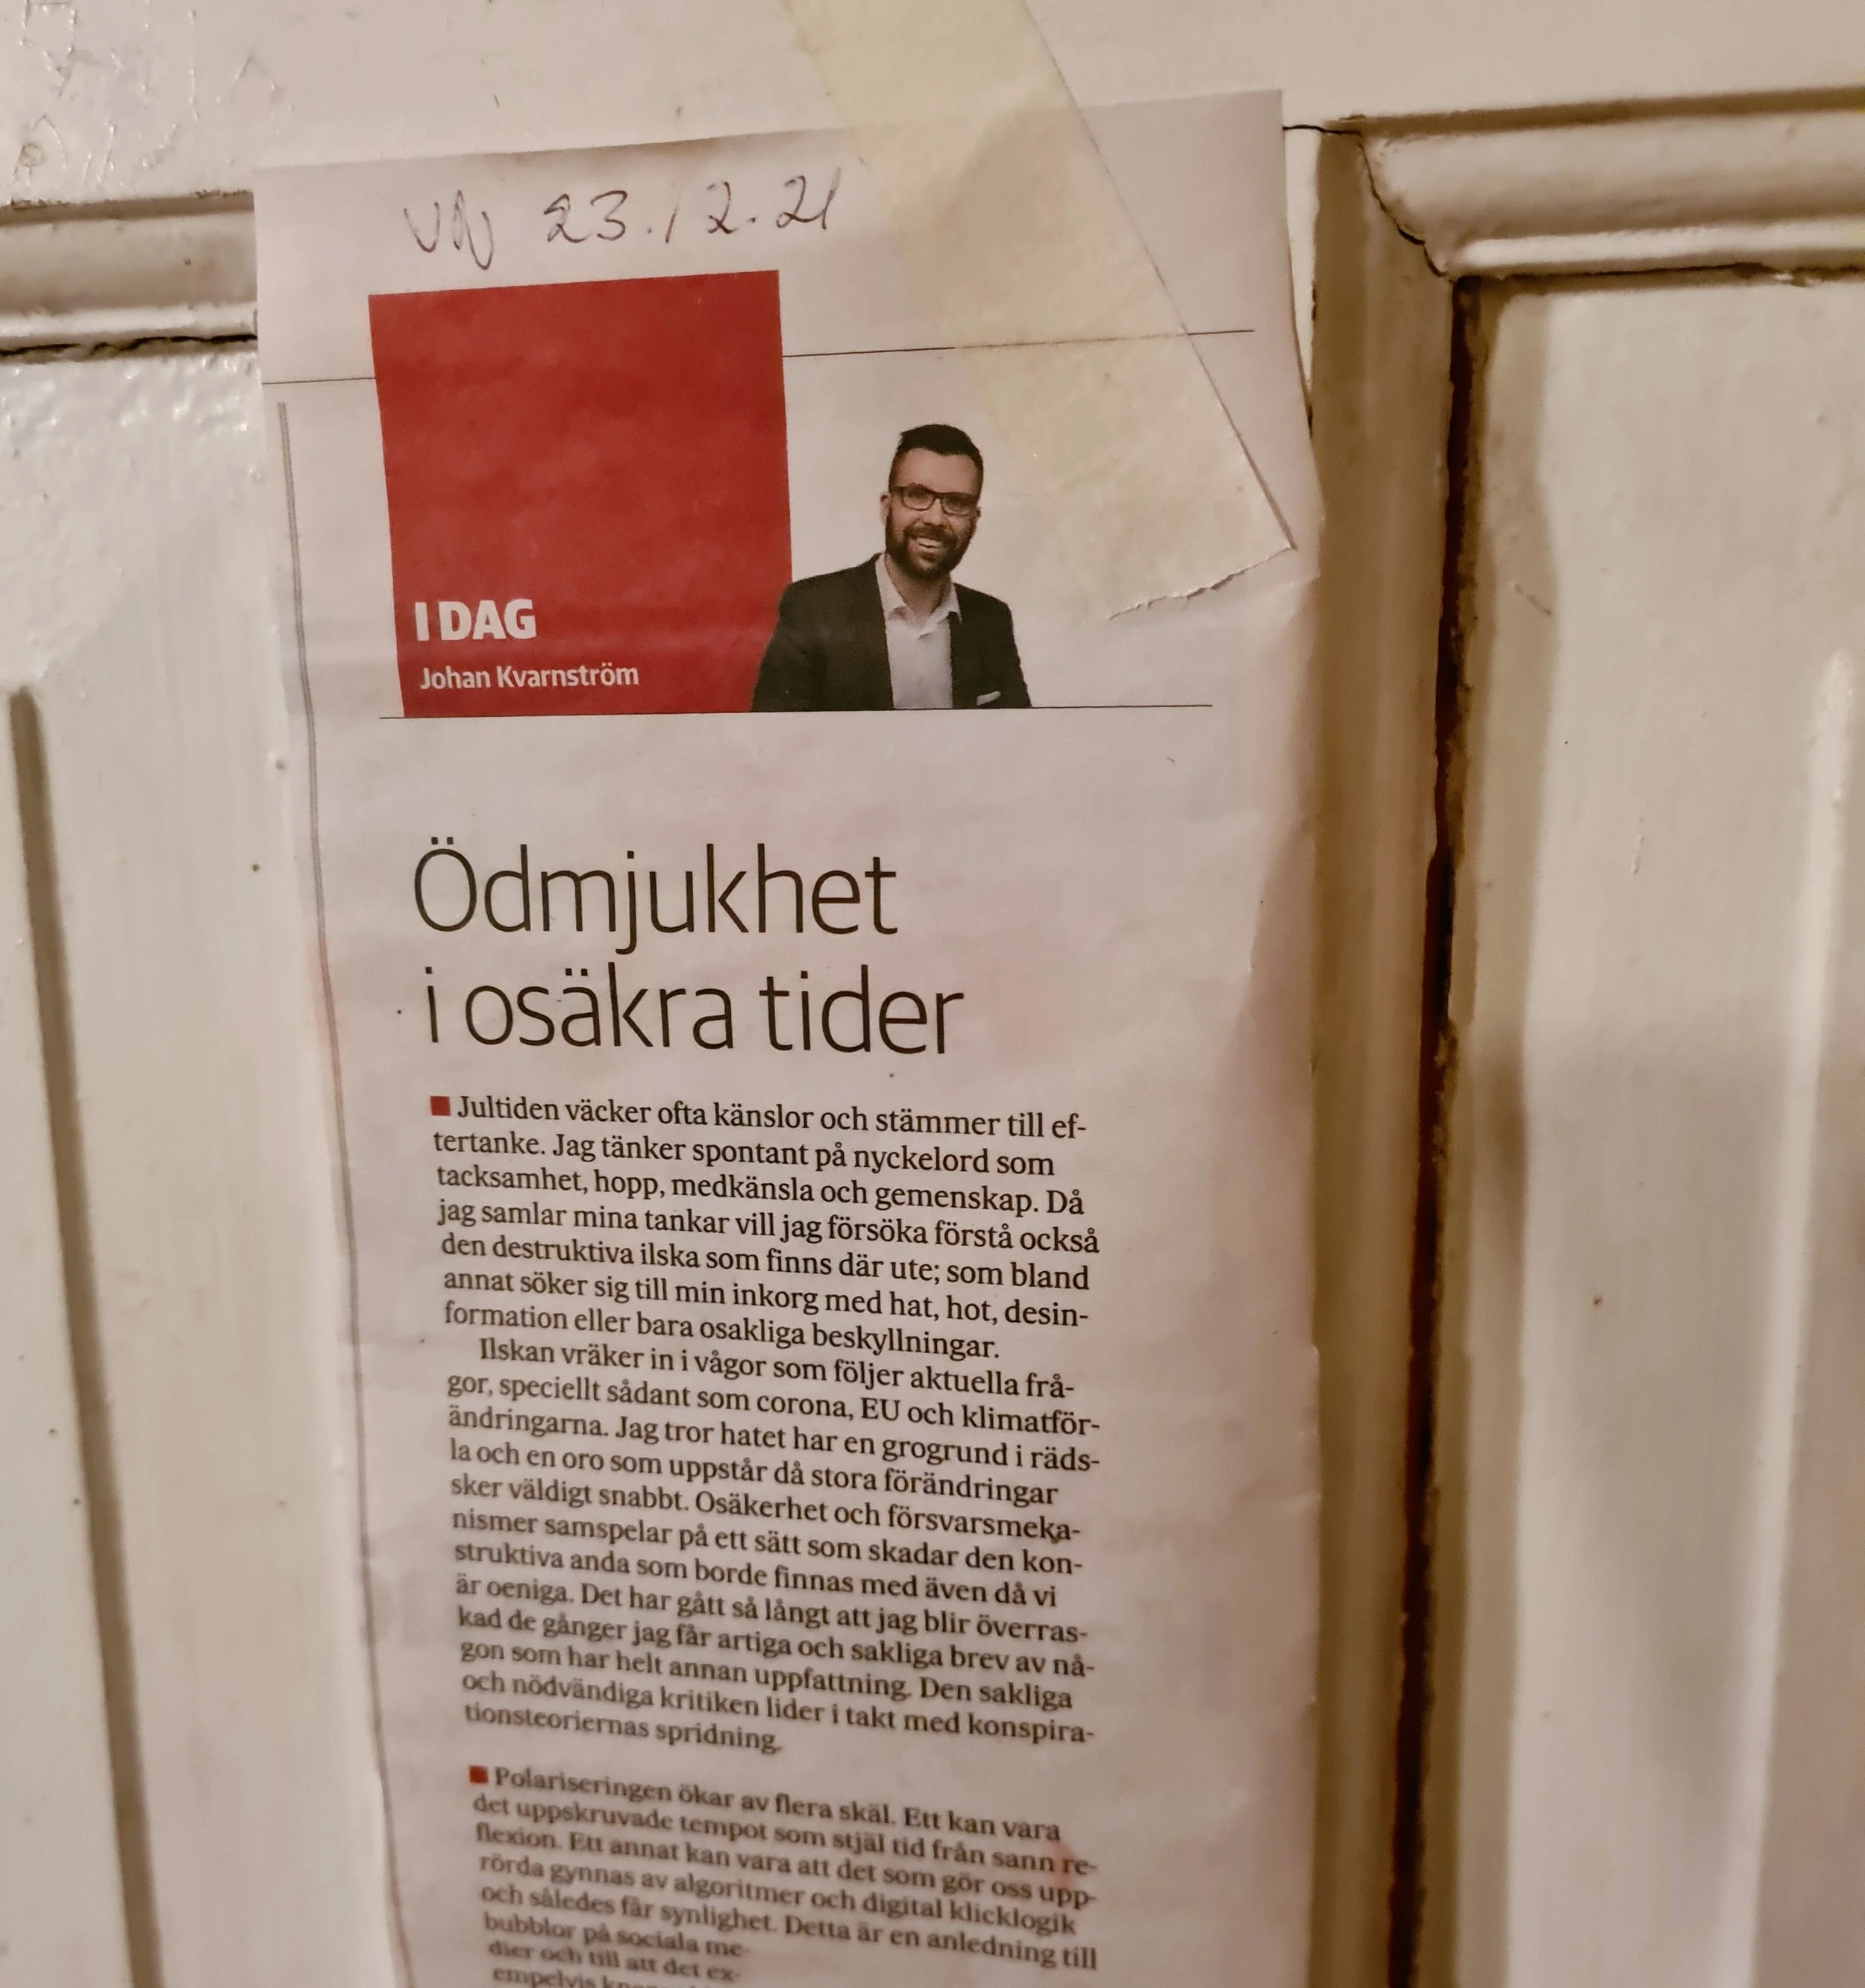 VN 23.12.21
I DAG
Johan Kvarnström
Ödmjukhet
i osäkra tider
Jultiden väcker ofta känslor och stämmer till ef-
tertanke. Jag tänker spontant på nyckelord som
tacksamhet, hopp, medkänsla och gemenskap. Då
jag samlar mina tankar vill jag försöka förstå också
den destruktiva ilska som finns där ute; som bland
annat söker sig till min inkorg med hat, hot, desin-
formation eller bara osakliga beskyllningar.
Ilskan vräker in i vågor som följer aktuella frå-
gor, speciellt sådant som corona, EU och klimatför-
ändringarna. Jag tror hatet har en grogrund i räds-
la och en oro som uppstår då stora förändringar
sker väldigt snabbt. Osäkerhet och försvarsmeka-
nismer samspelar på ett sätt som skadar den kon-
struktiva anda som borde finnas med även då vi
är oeniga. Det har gått så långt att jag blir överras-
kad de gånger jag får artiga och sakliga brev av nå-
gon som har helt annan uppfattning. Den sakliga
och nödvändiga kritiken lider i takt med konspira-
tionsteoriernas spridning.
Polariseringen ökar av flera skäl. Ett kan vara
det uppskruvade tempot som stjäl tid från sann re-
flexion. Ett annat kan vara att det som gör oss upp-
rörda gynnas av algoritmer och digital klicklogik
och således får synlighet. Detta är en anledning till
bubblor på sociala me-
dier och till att det ex-
empelvis